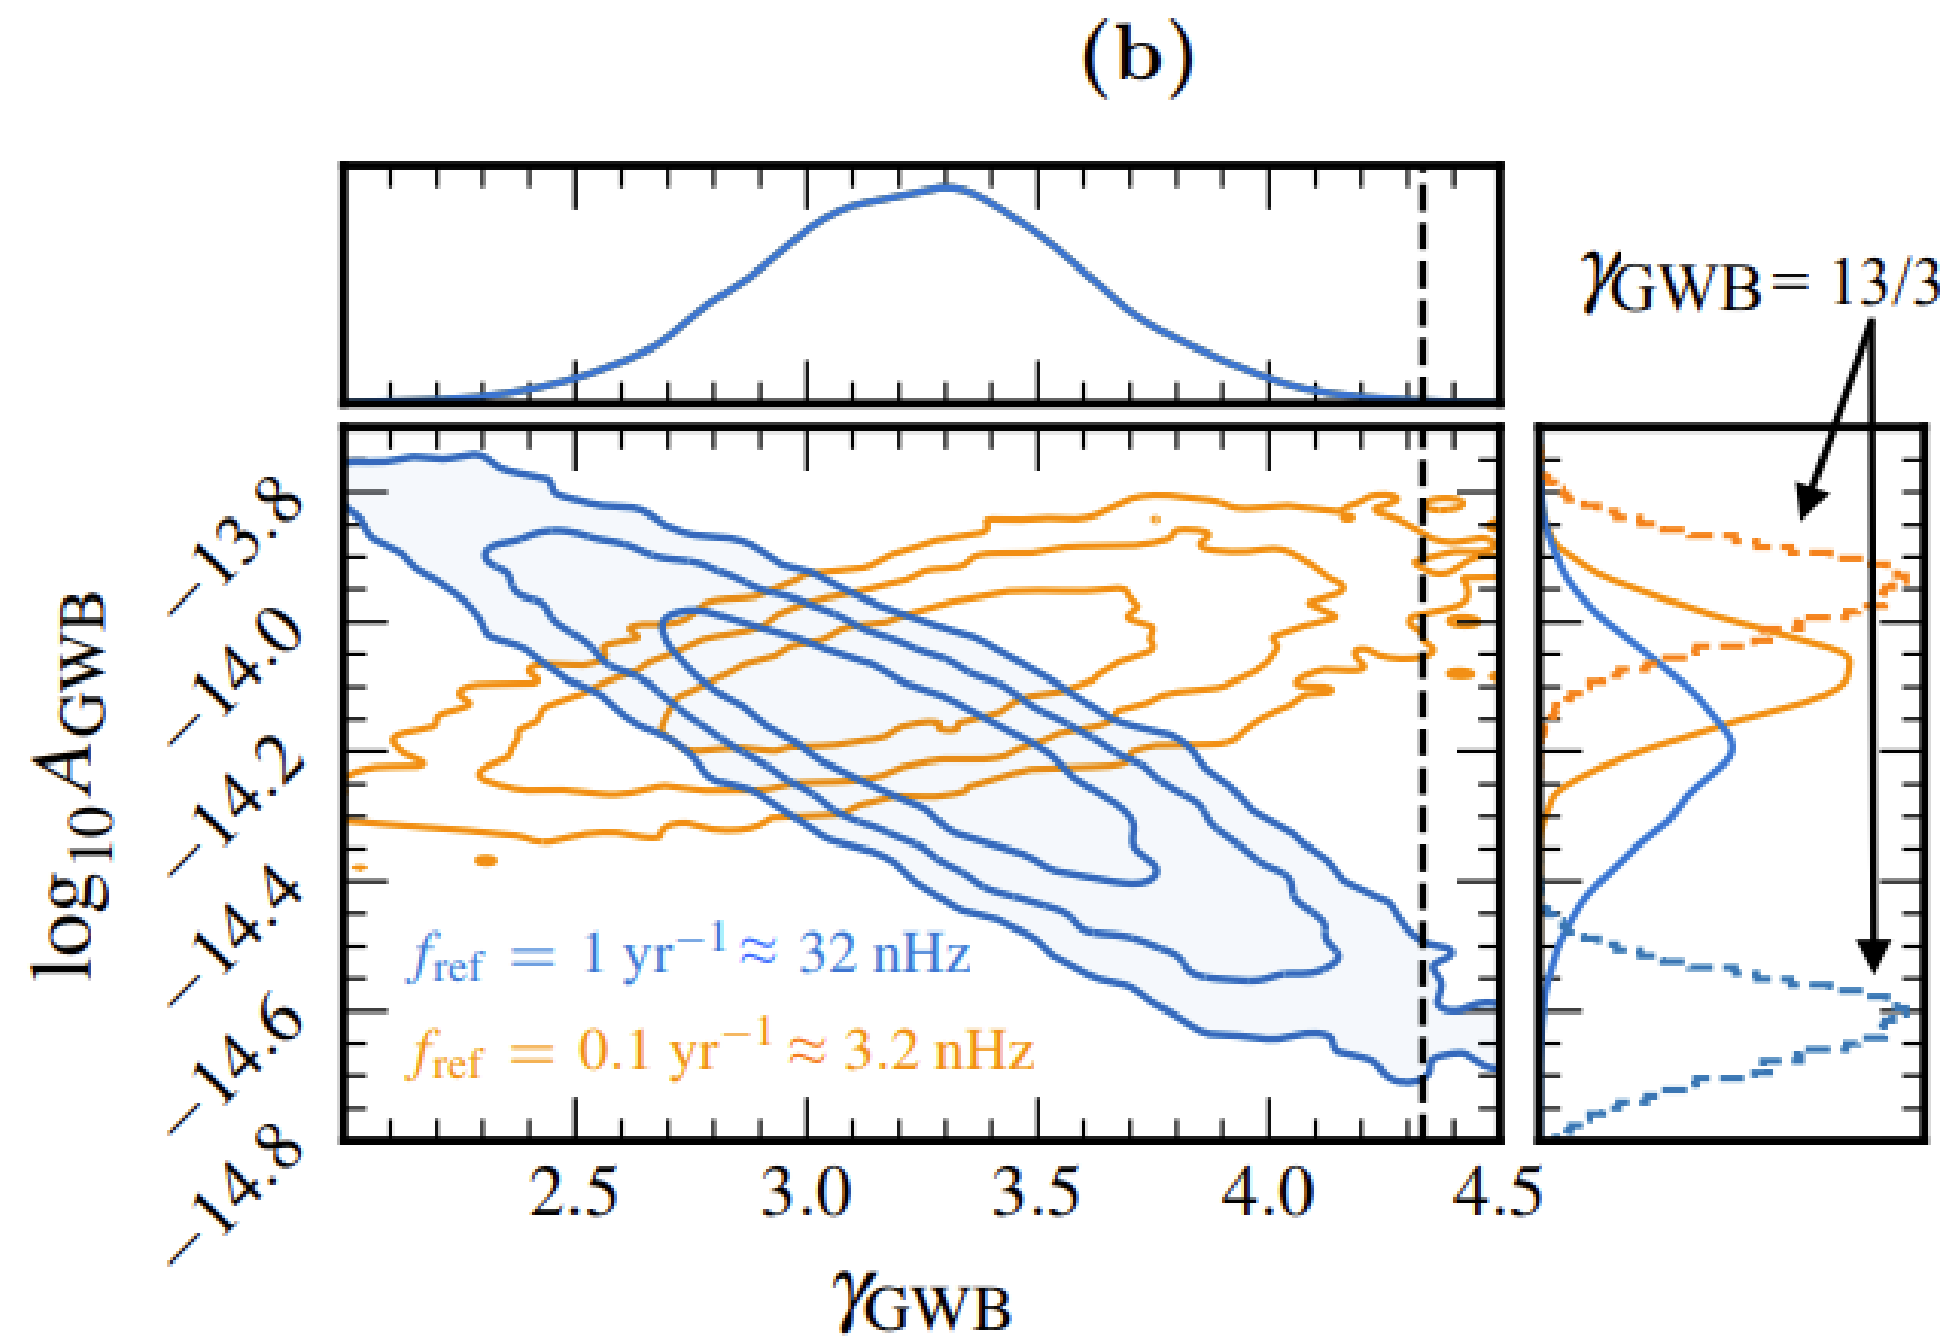 (b)
γGWB = 13/3
log10 AGWB
−13.8
−14.0
−14.2
−14.4
−14.6
−14.8
fref = 1 yr−1 ≈ 32 nHz
fref = 0.1 yr−1 ≈ 3.2 nHz
2.5 3.0 3.5 4.0 4.5
γGWB